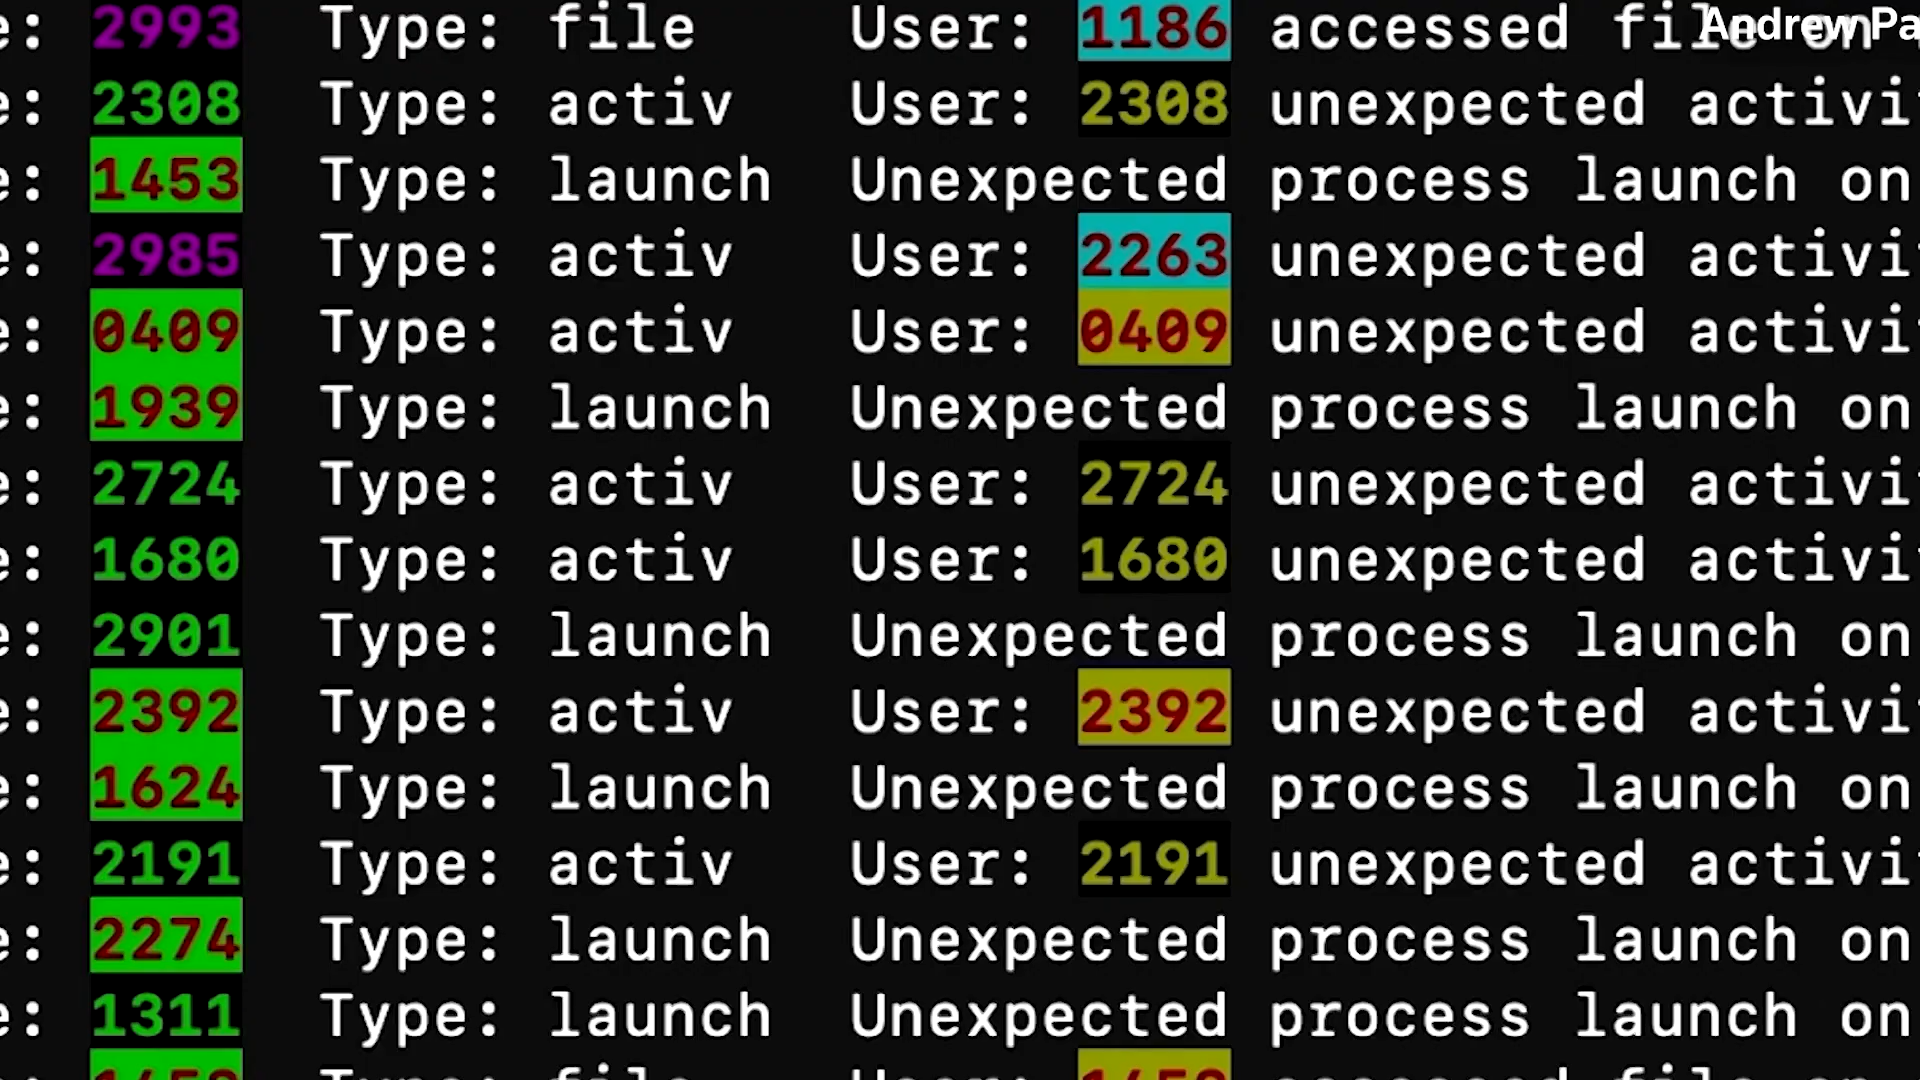 e: 2993 Type: file User: 1186 accessed file on
Andrew Pa
e: 2308 Type: activ User: 2308 unexpected activi
e: 1453 Type: launch Unexpected process launch on
e: 2985 Type: activ User: 2263 unexpected activi
e: 0409 Type: activ User: 0409 unexpected activi
e: 1939 Type: launch Unexpected process launch on
e: 2724 Type: activ User: 2724 unexpected activi
e: 1680 Type: activ User: 1680 unexpected activi
e: 2901 Type: launch Unexpected process launch on
e: 2392 Type: activ User: 2392 unexpected activi
e: 1624 Type: launch Unexpected process launch on
e: 2191 Type: activ User: 2191 unexpected activi
e: 2274 Type: launch Unexpected process launch on
e: 1311 Type: launch Unexpected process launch on